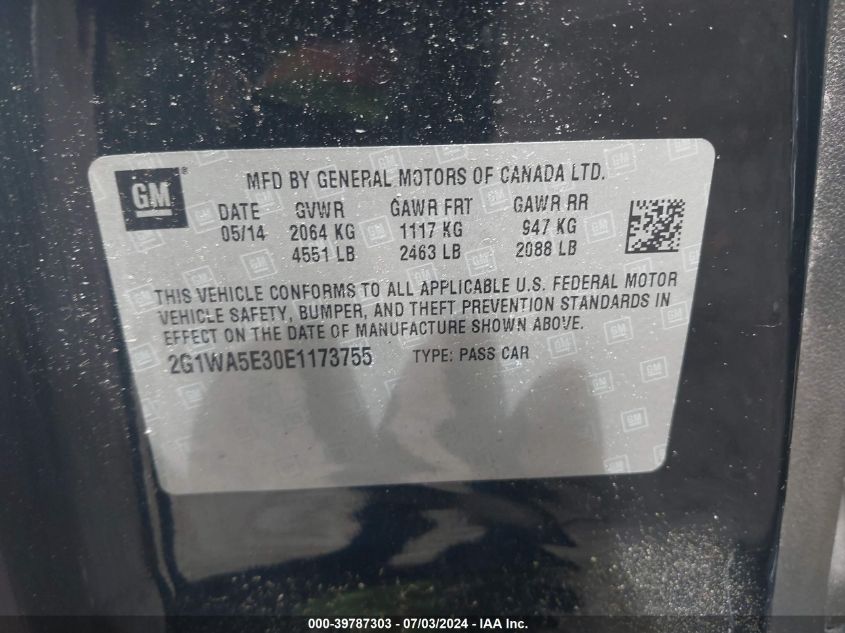 GM®
MFD BY GENERAL MOTORS OF CANADA LTD.
DATE GVWR GAWR FRT GAWR RR
05/14 2064 KG 1117 KG 947 KG
4551 LB 2463 LB 2088 LB
THIS VEHICLE CONFORMS TO ALL APPLICABLE U.S. FEDERAL MOTOR
VEHICLE SAFETY, BUMPER, AND THEFT PREVENTION STANDARDS IN
EFFECT ON THE DATE OF MANUFACTURE SHOWN ABOVE.
2G1WA5E30E1173755 TYPE: PASS CAR
000-39787303 - 07/03/2024 - IAAI.COM.